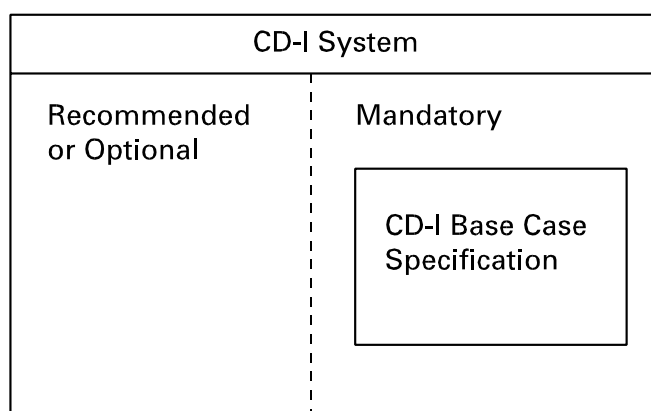 CD-I System
Recommended
or Optional
Mandatory
CD-I Base Case
Specification